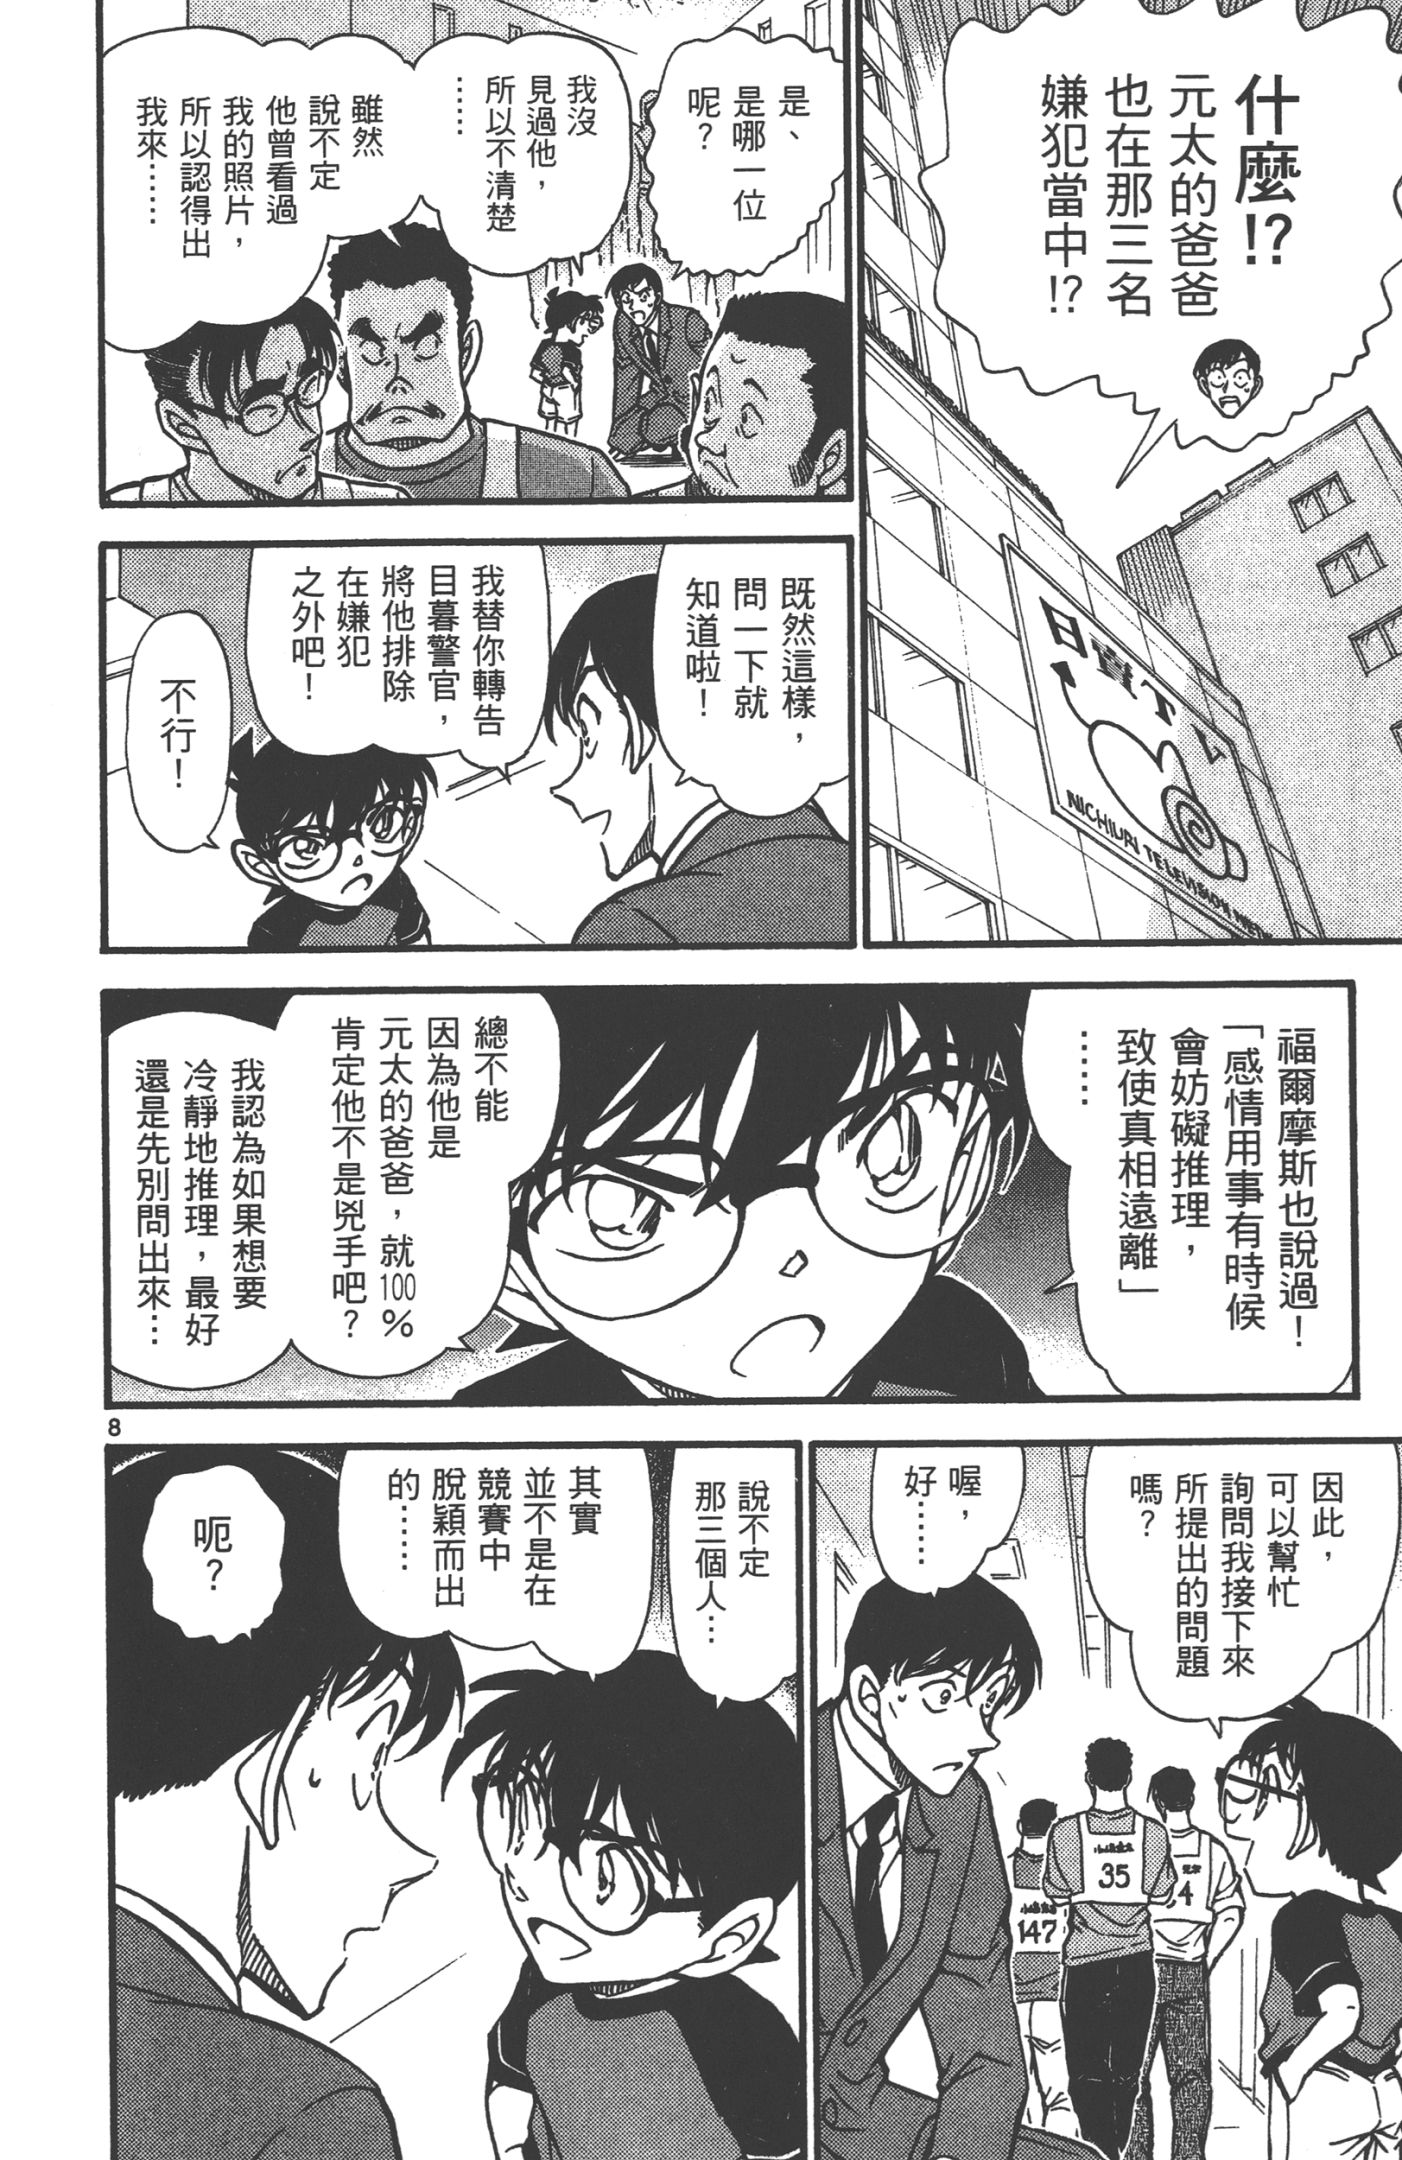 什麼!?
元太的爸爸
也在那三名
嫌犯當中!?
NICHIURI TELEVISION NET
是、
是哪一位
呢？
我沒
見過他，
所以不清楚
……
雖然
說不定
他曾看過
我的照片，
所以認得出
我來……
既然這樣，
問一下就
知道啦！
我替你轉告
目暮警官，
將他排除
在嫌犯
之外吧！
不行！
福爾摩斯也說過！
「感情用事有時候
會妨礙推理，
致使真相遠離」
……
總不能
因為他是
元太的爸爸，就100%
肯定他不是兇手吧？
我認為如果想要
冷靜地推理，最好
還是先別問出來…
8
因此，
可以幫忙
詢問我接下來
所提出的問題
嗎？
喔，
好……
35
4
147
說不定
那三個人…
其實
並不是在
競賽中
脫穎而出
的……
呃？